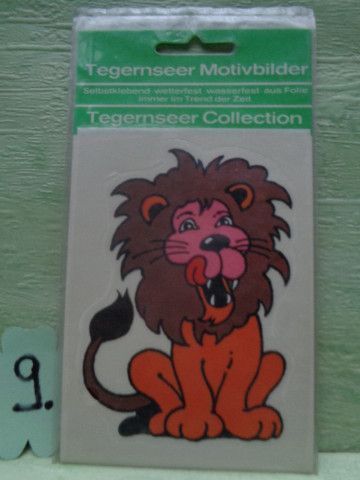 Tegernseer Motivbilder
Selbstklebend wetterfest wasserfest aus Folie
immer im Trend der Zeit
Tegernseer Collection
9.